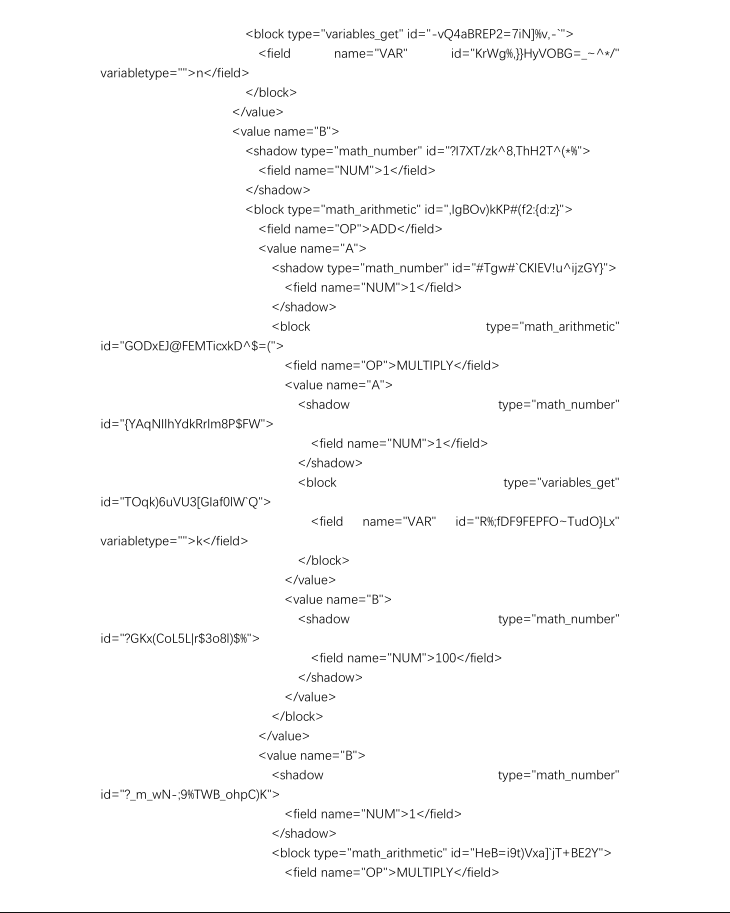 <block type="variables_get" id="-vQ4aBREP2=7iN]%v,-`">
<field name="VAR" id="KrWg%,}}HyVOBG=_~^*/"
variabletype="">n</field>
</block>
</value>
<value name="B">
<shadow type="math_number" id="?I7XT/zk^8,ThH2T^(*%">
<field name="NUM">1</field>
</shadow>
<block type="math_arithmetic" id=",lgBOv)kKP#(f2:{d:z}">
<field name="OP">ADD</field>
<value name="A">
<shadow type="math_number" id="#Tgw#`CKlEV!u^ijzGY}">
<field name="NUM">1</field>
</shadow>
<block type="math_arithmetic"
id="GODxEJ@FEMTicxkD^$=(">
<field name="OP">MULTIPLY</field>
<value name="A">
<shadow type="math_number"
id="{YAqNIIhYdkRrlm8P$FW">
<field name="NUM">1</field>
</shadow>
<block type="variables_get"
id="TOqk)6uVU3[Glaf0lW`Q">
<field name="VAR" id="R%;fDF9FEPFO~TudO}Lx"
variabletype="">k</field>
</block>
</value>
<value name="B">
<shadow type="math_number"
id="?GKx(CoL5L|r$3o8l)$%">
<field name="NUM">100</field>
</shadow>
</value>
</block>
</value>
<value name="B">
<shadow type="math_number"
id="?_m_wN-;9%TWB_ohpC)K">
<field name="NUM">1</field>
</shadow>
<block type="math_arithmetic" id="HeB=i9t)Vxa]`jT+BE2Y">
<field name="OP">MULTIPLY</field>